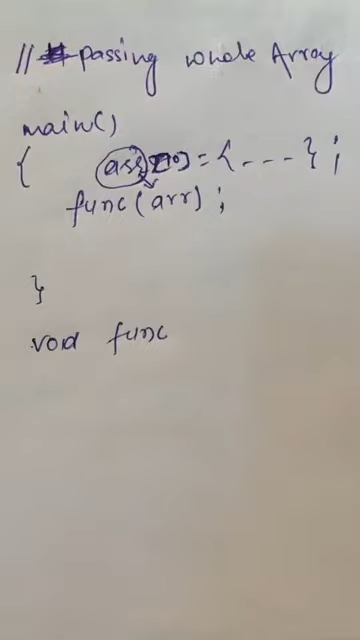 // passing whole Array
main()
{ arr[10] = { --- } ;
func(arr) ;
}
void func